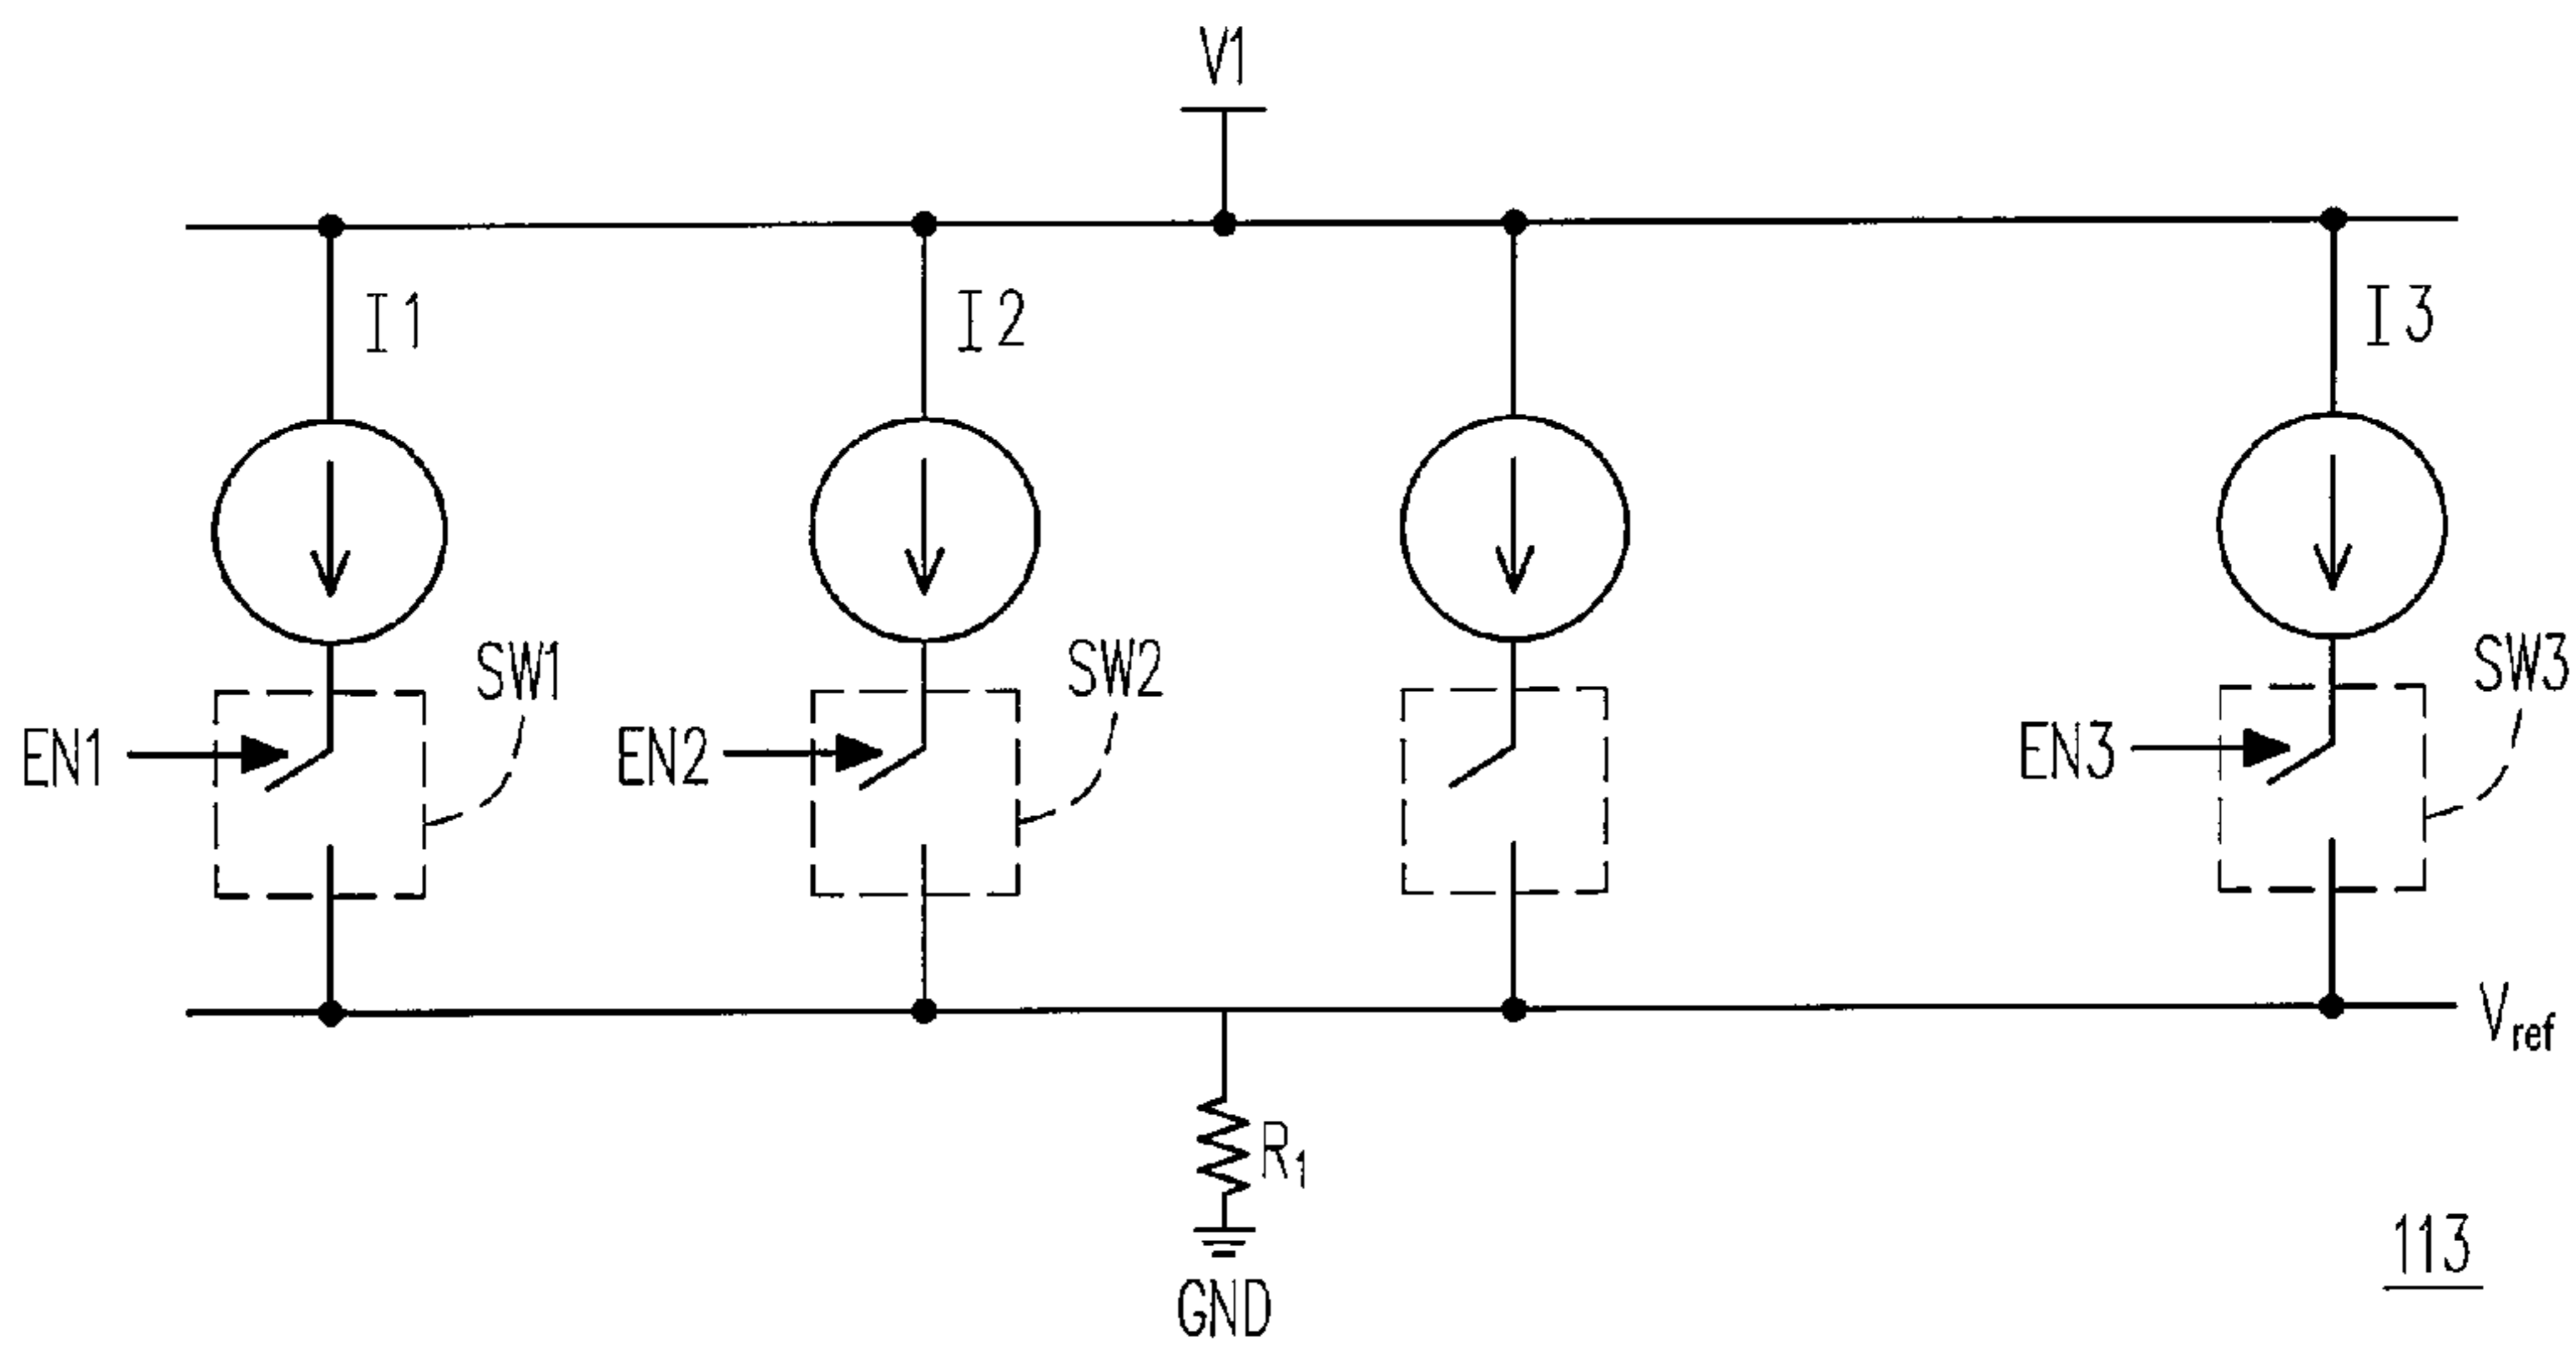 V1
I1
I2
I3
SW1
SW2
SW3
EN1
EN2
EN3
Vref
R1
GND
113